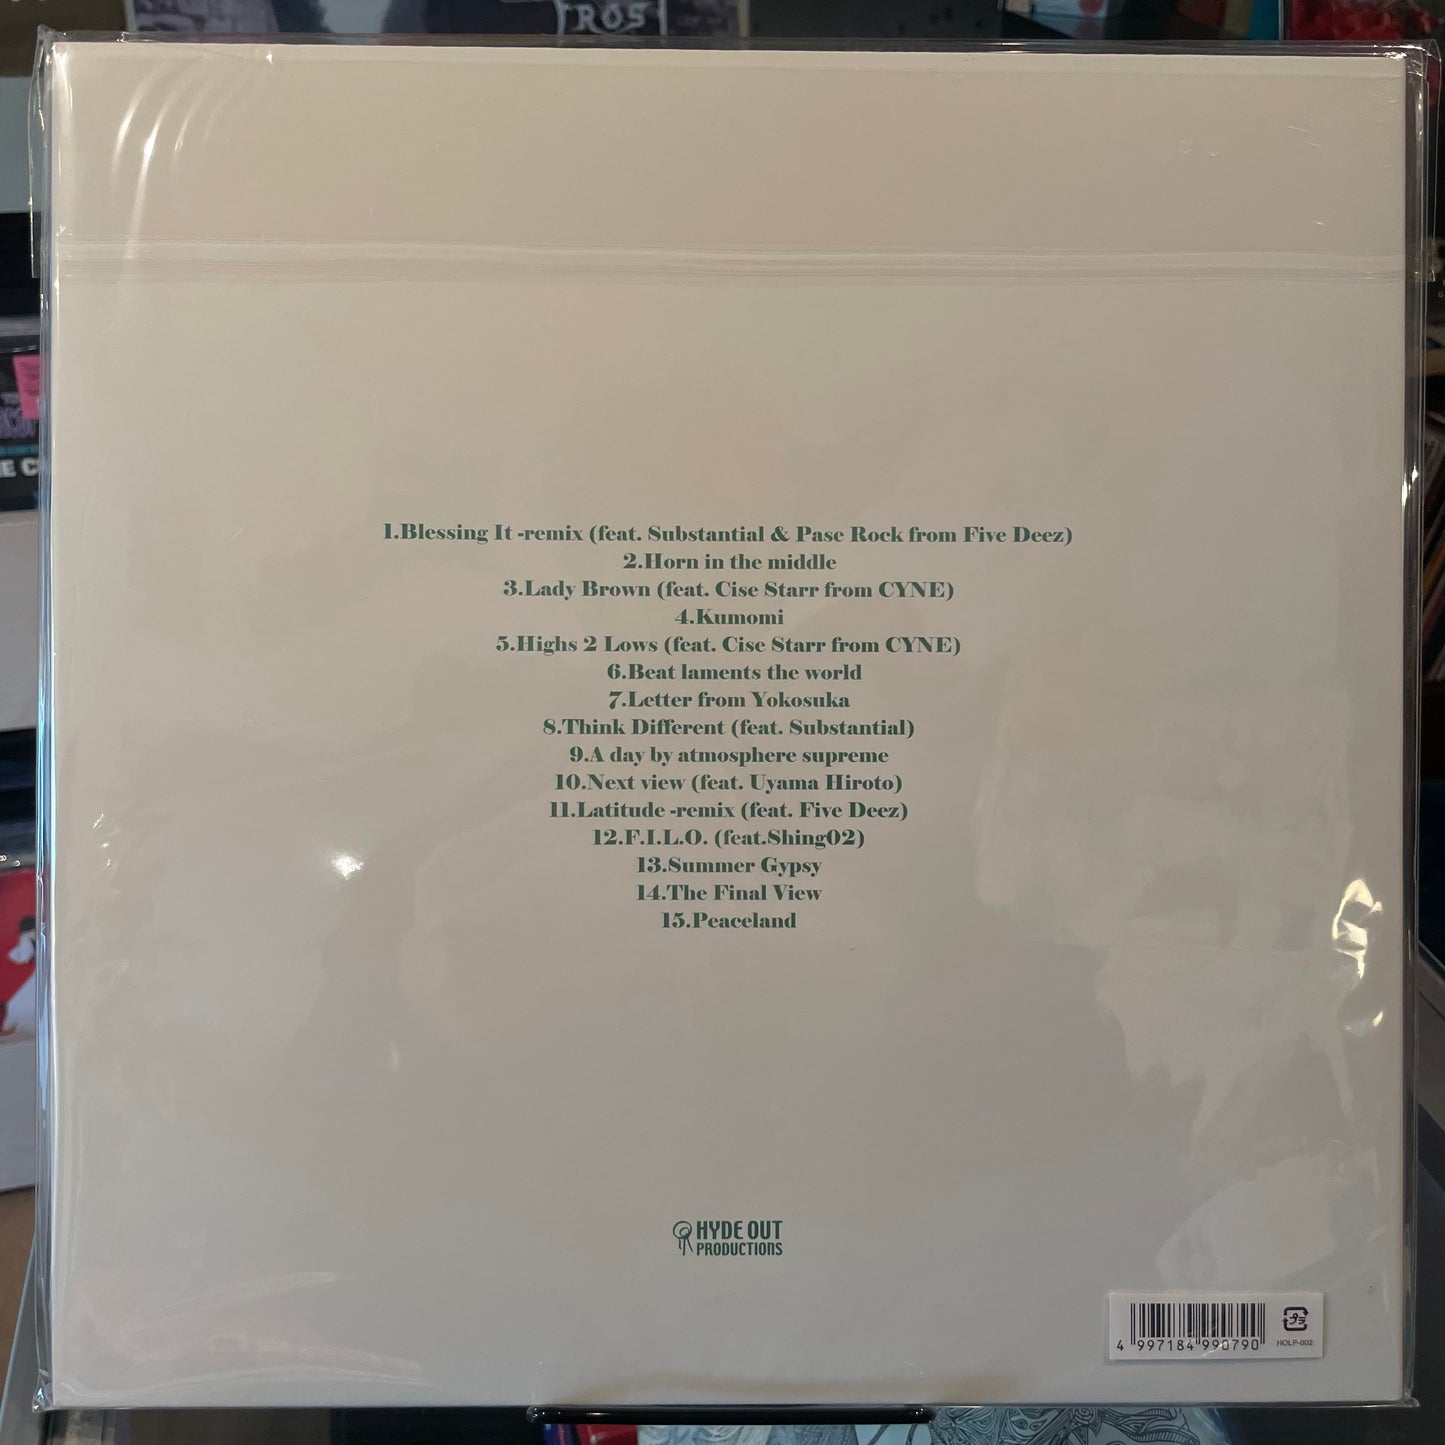 ROS
E C
1.Blessing It -remix (feat. Substantial & Pase Rock from Five Deez)
2.Horn in the middle
3.Lady Brown (feat. Cise Starr from CYNE)
4.Kumomi
5.Highs 2 Lows (feat. Cise Starr from CYNE)
6.Beat laments the world
7.Letter from Yokosuka
8.Think Different (feat. Substantial)
9.A day by atmosphere supreme
10.Next view (feat. Uyama Hiroto)
11.Latitude -remix (feat. Five Deez)
12.F.I.L.O. (feat.Shing02)
13.Summer Gypsy
14.The Final View
15.Peaceland
HYDE OUT
PRODUCTIONS
4 997184 990790
HOLP-002